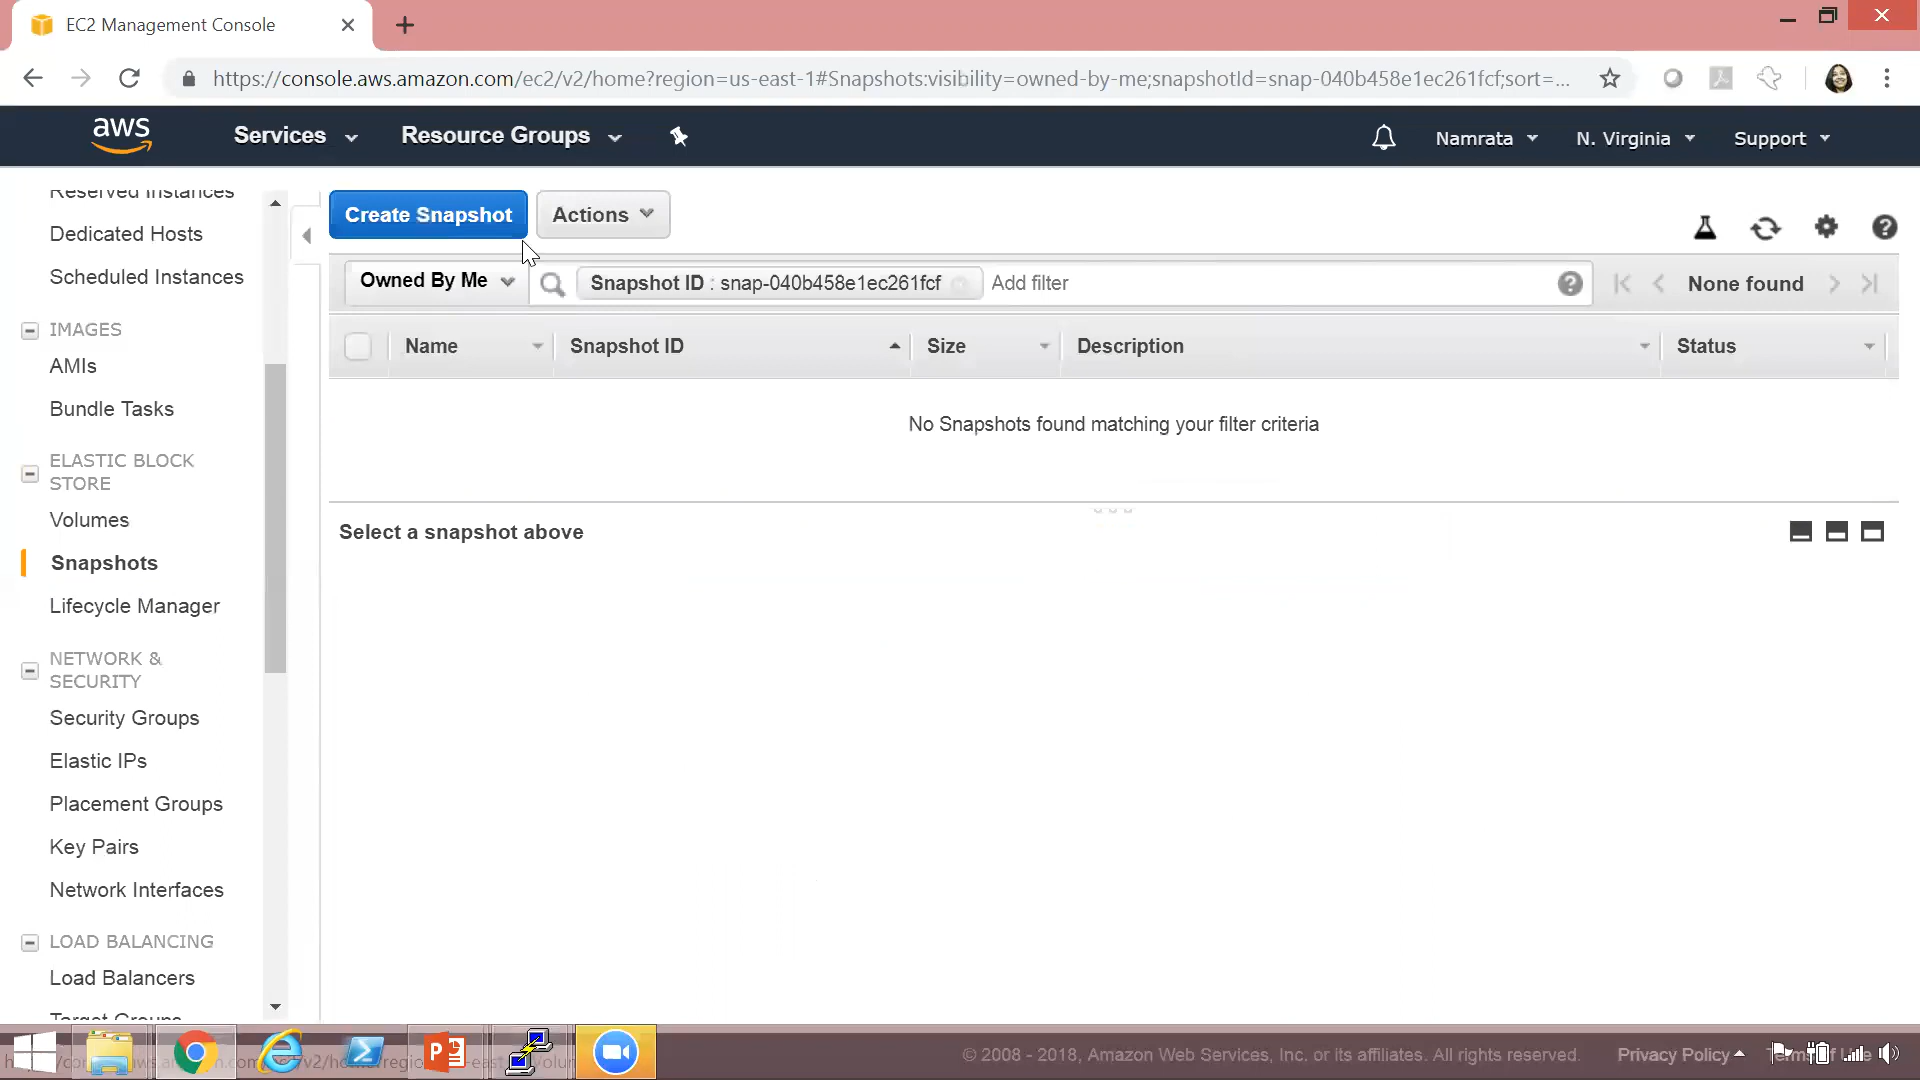 EC2 Management Console
https://console.aws.amazon.com/ec2/v2/home?region=us-east-1#Snapshots:visibility=owned-by-me;snapshotId=snap-040b458e1ec261fcf;sort=...
aws
Services
Resource Groups
Namrata
N. Virginia
Support
Reserved Instances
Dedicated Hosts
Scheduled Instances
IMAGES
AMIs
Bundle Tasks
ELASTIC BLOCK
STORE
Volumes
Snapshots
Lifecycle Manager
NETWORK &
SECURITY
Security Groups
Elastic IPs
Placement Groups
Key Pairs
Network Interfaces
LOAD BALANCING
Load Balancers
Target Groups
Create Snapshot
Actions
Owned By Me
Snapshot ID : snap-040b458e1ec261fcf
Add filter
None found
Name
Snapshot ID
Size
Description
Status
No Snapshots found matching your filter criteria
Select a snapshot above
© 2008 - 2018, Amazon Web Services, Inc. or its affiliates. All rights reserved.
Privacy Policy